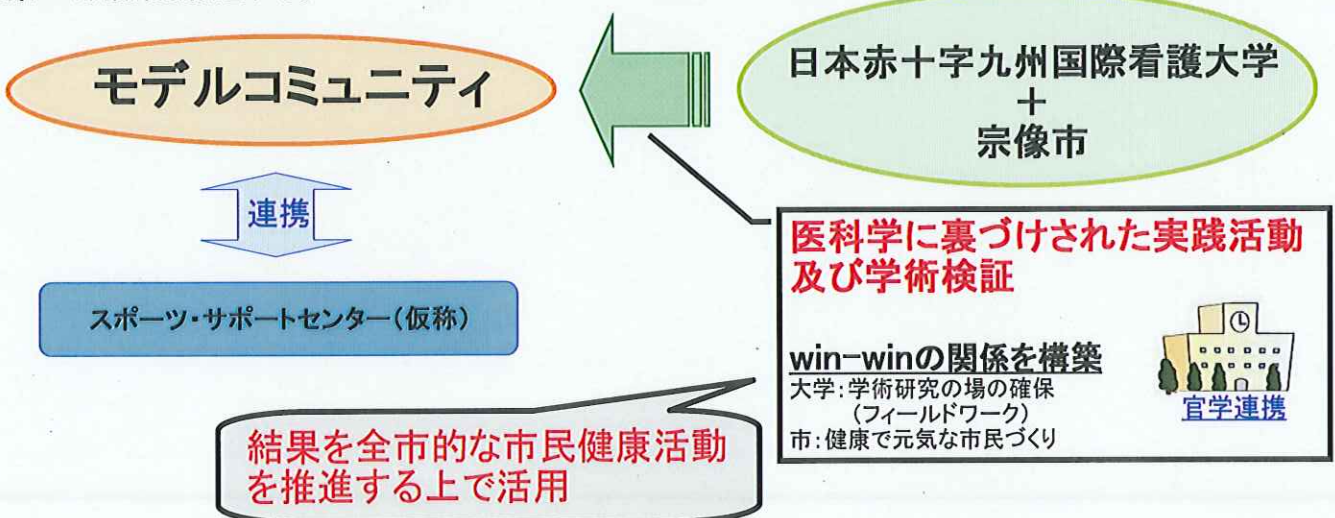 モデルコミュニティ
日本赤十字九州国際看護大学
+
宗像市
連携
スポーツ・サポートセンター(仮称)
医科学に裏づけされた実践活動
及び学術検証
win-winの関係を構築
大学:学術研究の場の確保
(フィールドワーク)
市:健康で元気な市民づくり
官学連携
結果を全市的な市民健康活動
を推進する上で活用